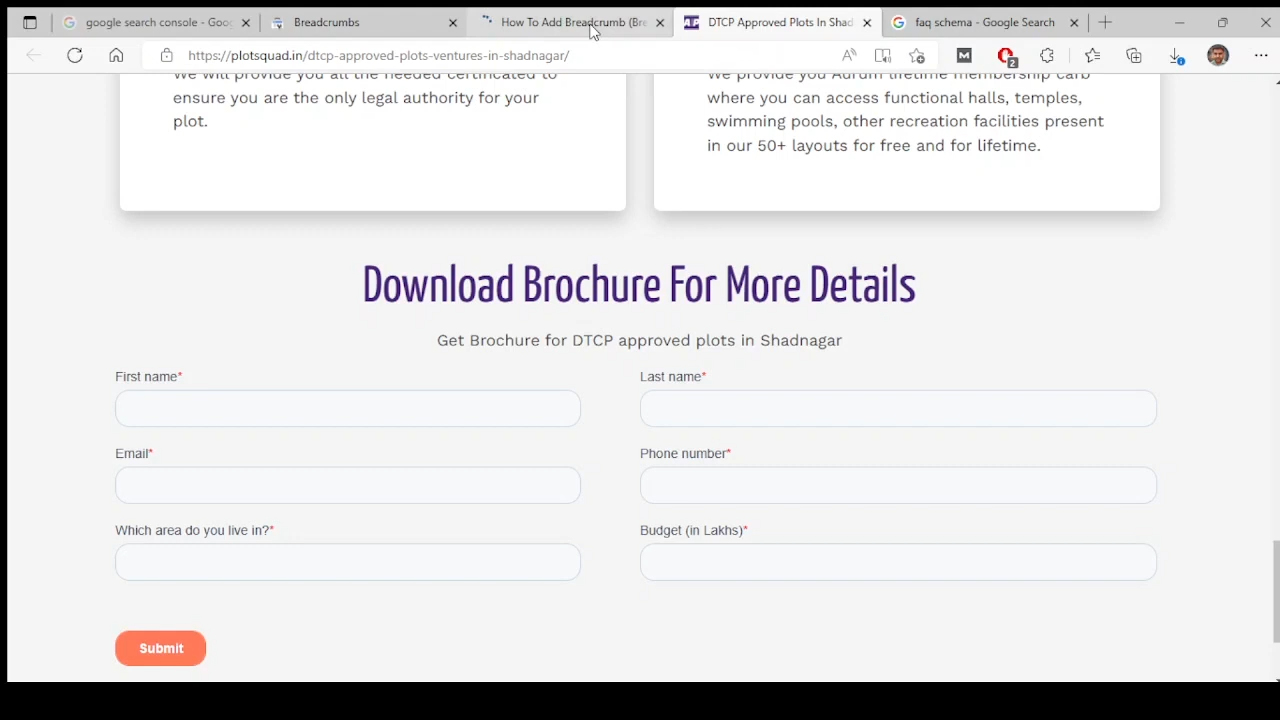 google search console - Goog
Breadcrumbs
How To Add Breadcrumb (Bre
DTCP Approved Plots In Shad
faq schema - Google Search
https://plotsquad.in/dtcp-approved-plots-ventures-in-shadnagar/
2
We will provide you all the needed certificated to
ensure you are the only legal authority for your
plot.
We provide you Aurum lifetime membership carb
where you can access functional halls, temples,
swimming pools, other recreation facilities present
in our 50+ layouts for free and for lifetime.
Download Brochure For More Details
Get Brochure for DTCP approved plots in Shadnagar
First name*
Last name*
Email*
Phone number*
Which area do you live in?*
Budget (in Lakhs)*
Submit